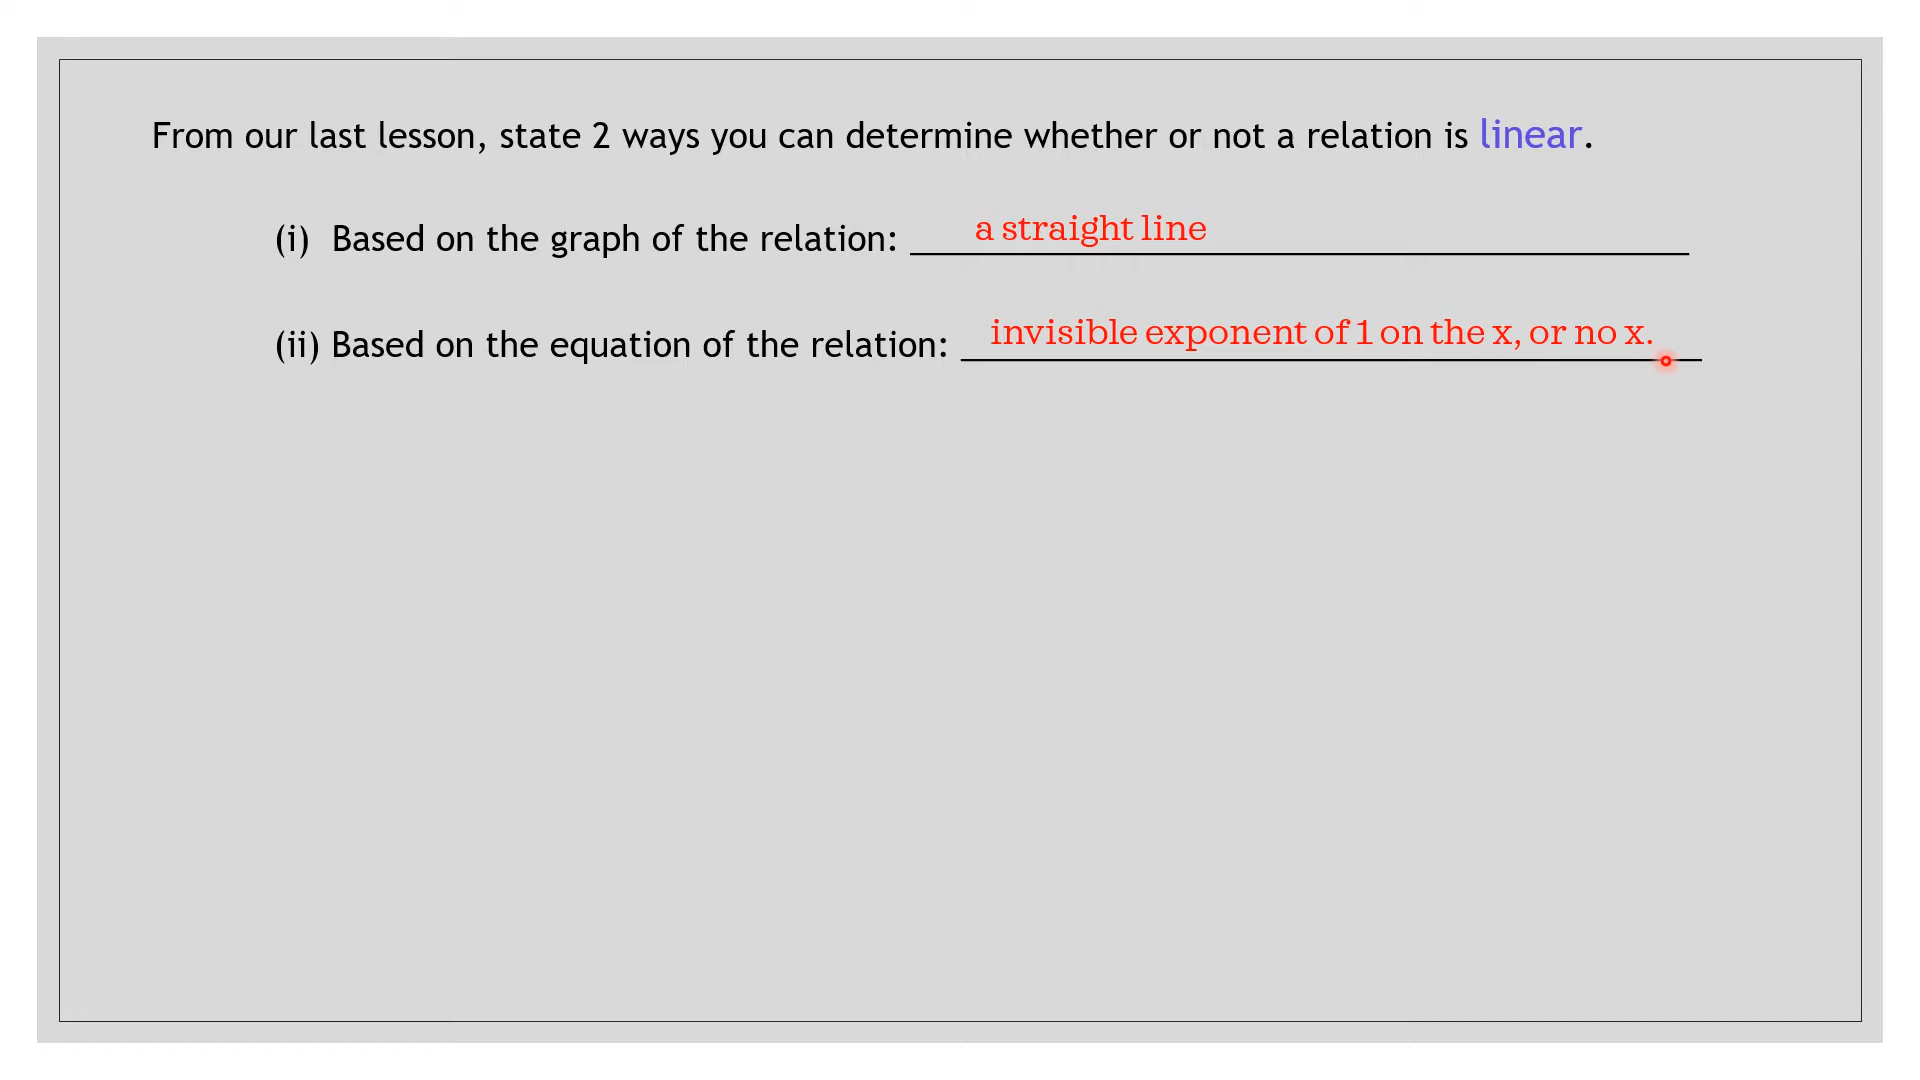 From our last lesson, state 2 ways you can determine whether or not a relation is linear.
(i) Based on the graph of the relation: a straight line
(ii) Based on the equation of the relation: invisible exponent of 1 on the x, or no x.